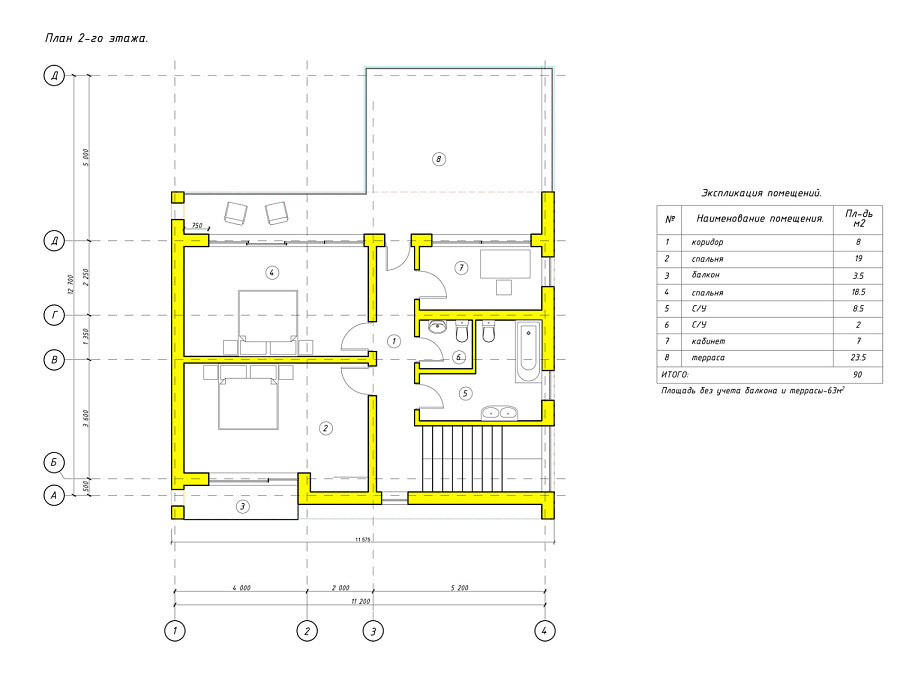 План 2-го этажа.
Д
5 000
8
Экспликация помещений.
№ Наименование помещения. Пл-дь м2
1 коридор 8
2 спальня 19
3 балкон 3.5
4 спальня 18.5
5 С/У 8.5
6 С/У 2
7 кабинет 7
8 терраса 23.5
ИТОГО: 90
Площадь без учета балкона и террасы-63м²
750
Д
2 250
12 700
4
7
Г
1 350
1
6
В
5
3 600
2
Б
500
А
3
11 575
4 000 2 000 5 200
11 200
1 2 3 4